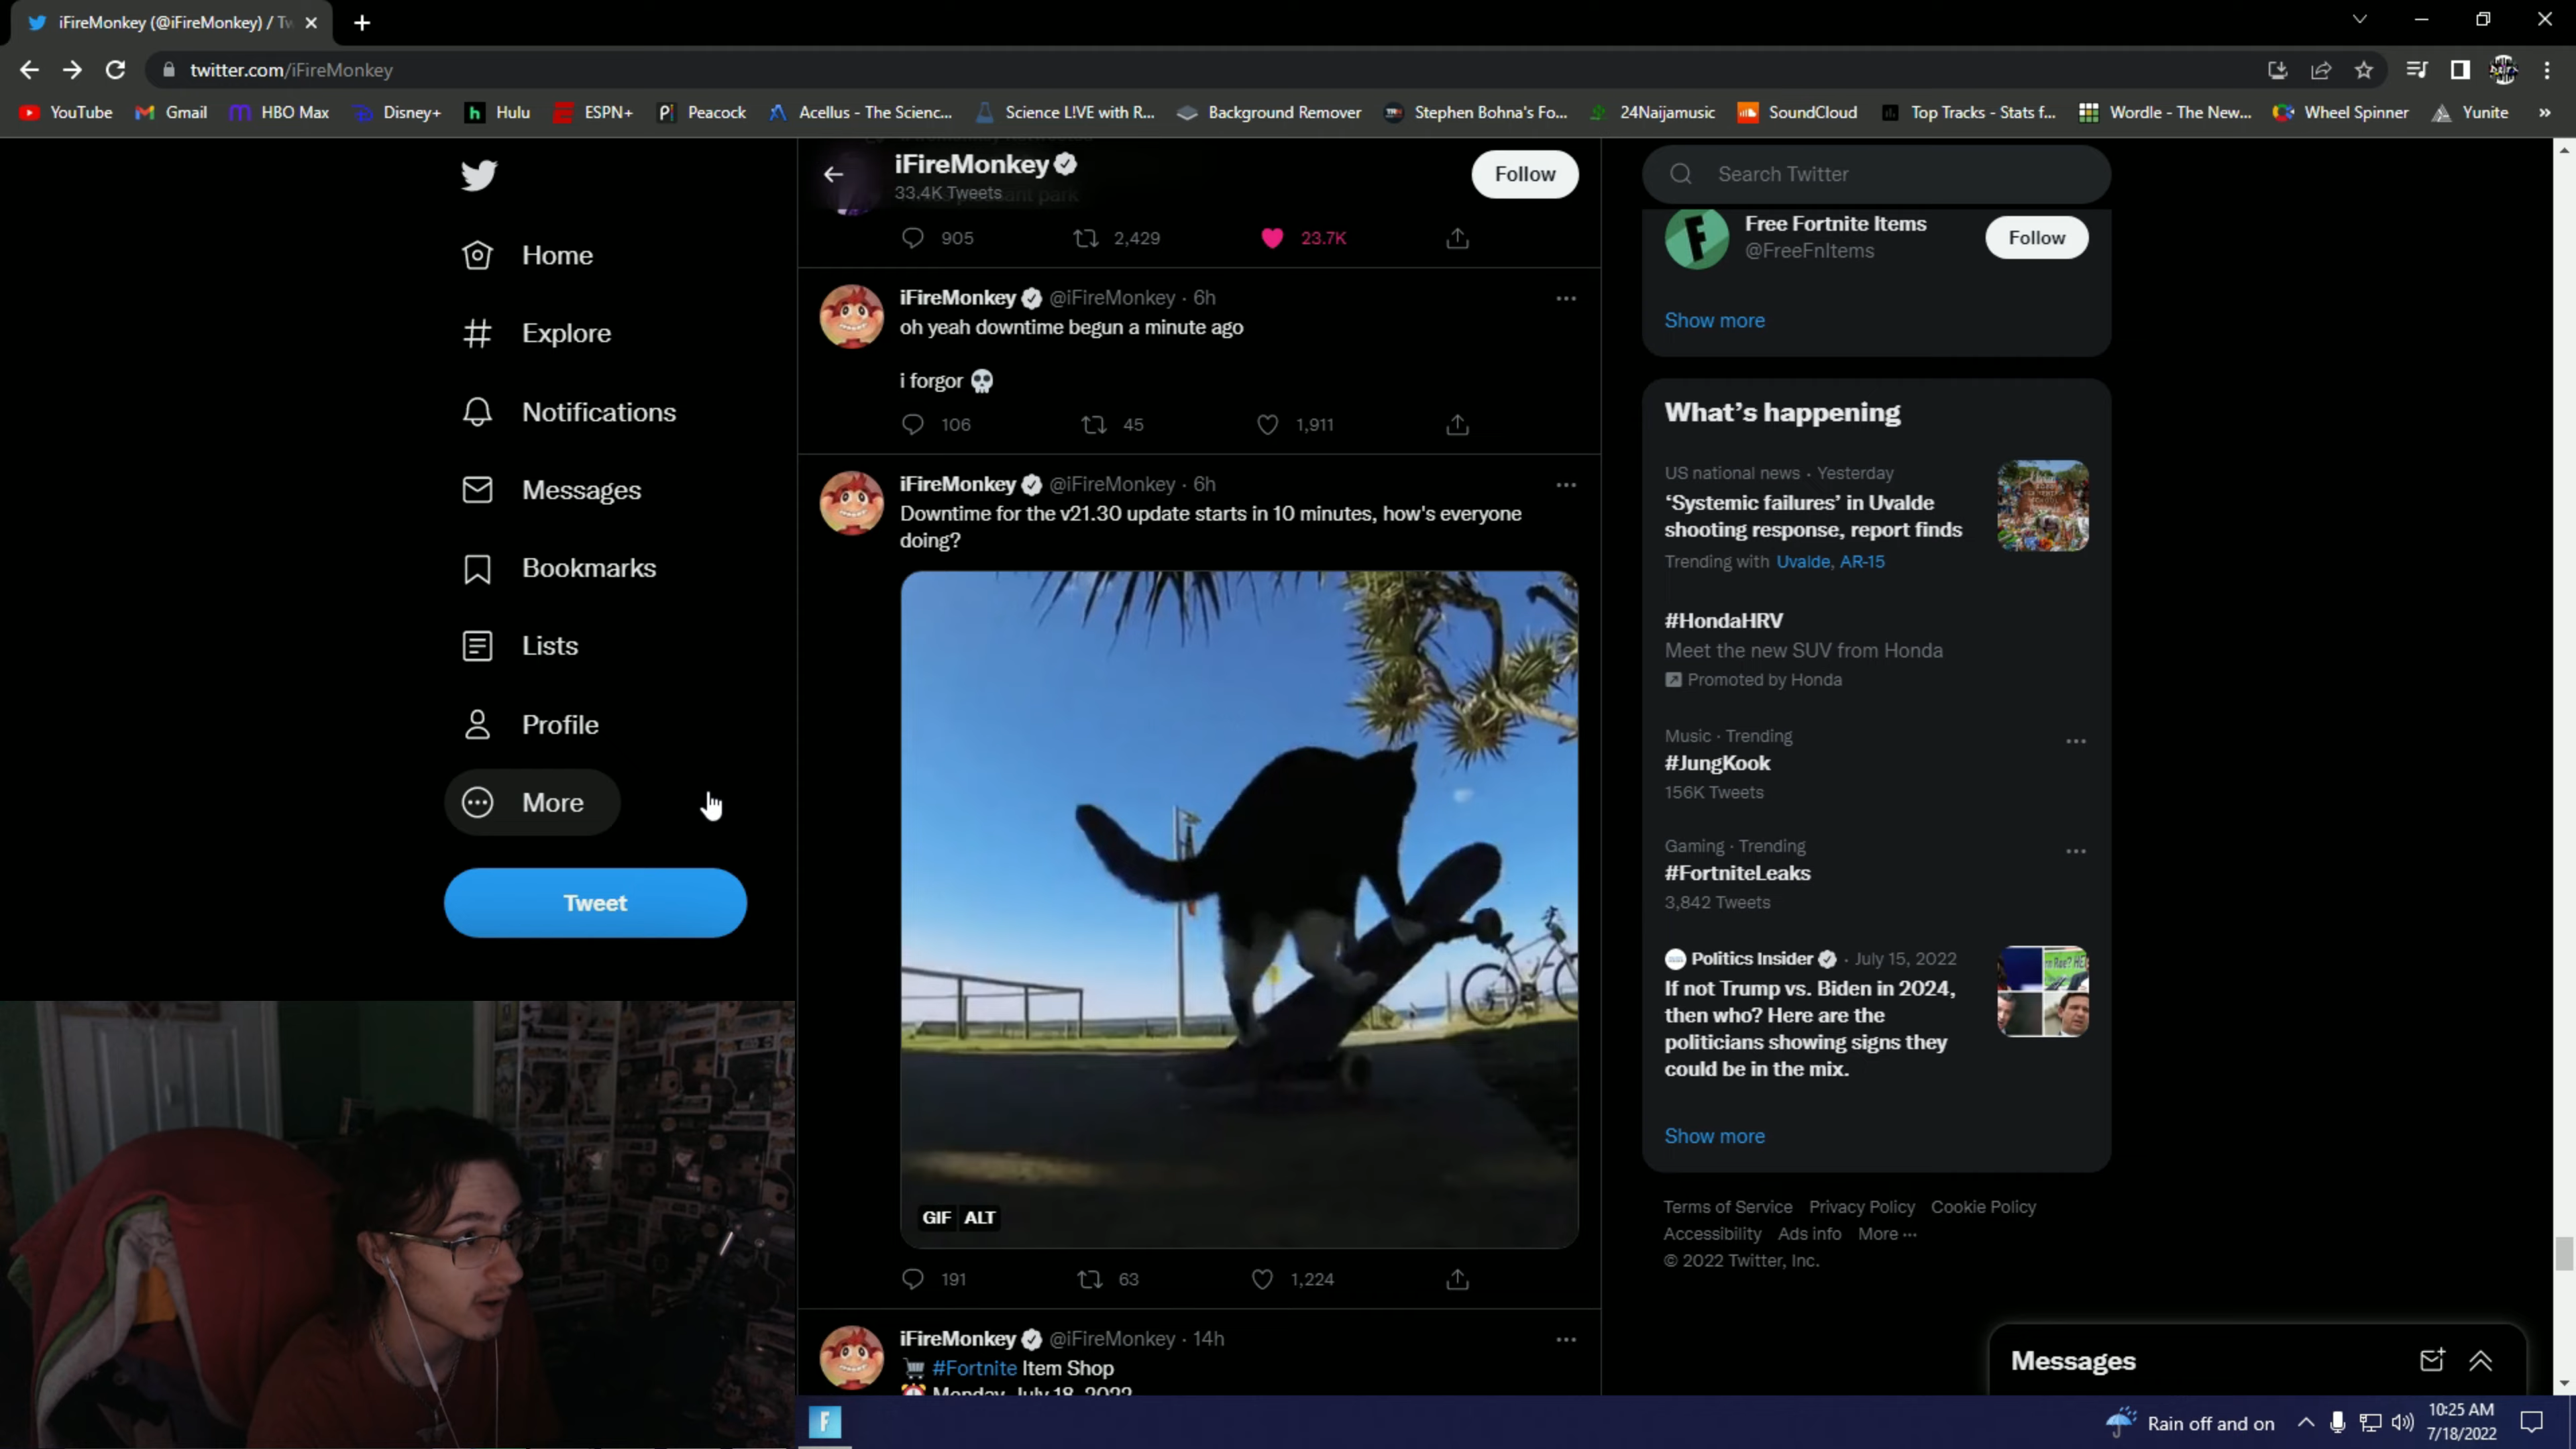 iFireMonkey (@iFireMonkey) / Tw
twitter.com/iFireMonkey
YouTube
Gmail
HBO Max
Disney+
Hulu
ESPN+
Peacock
Acellus - The Scienc...
Science L!VE with R...
Background Remover
Stephen Bohna's Fo...
24Naijamusic
SoundCloud
Top Tracks - Stats f...
Wordle - The New...
Wheel Spinner
Yunite
»
Home
Explore
Notifications
Messages
Bookmarks
Lists
Profile
More
Tweet
iFireMonkey
33.4K Tweets
Follow
905 2,429 23.7K
iFireMonkey @iFireMonkey · 6h
oh yeah downtime begun a minute ago
i forgor 💀
106 45 1,911
iFireMonkey @iFireMonkey · 6h
Downtime for the v21.30 update starts in 10 minutes, how's everyone
doing?
GIF ALT
191 63 1,224
iFireMonkey @iFireMonkey · 14h
#Fortnite Item Shop
Monday, July 18, 2022
Search Twitter
Free Fortnite Items
@FreeFnItems
Follow
Show more
What's happening
US national news · Yesterday
'Systemic failures' in Uvalde
shooting response, report finds
Trending with Uvalde, AR-15
#HondaHRV
Meet the new SUV from Honda
Promoted by Honda
Music · Trending
#JungKook
156K Tweets
Gaming · Trending
#FortniteLeaks
3,842 Tweets
Politics Insider · July 15, 2022
If not Trump vs. Biden in 2024,
then who? Here are the
politicians showing signs they
could be in the mix.
Show more
Terms of Service Privacy Policy Cookie Policy
Accessibility Ads info More ···
© 2022 Twitter, Inc.
Messages
Rain off and on
10:25 AM
7/18/2022